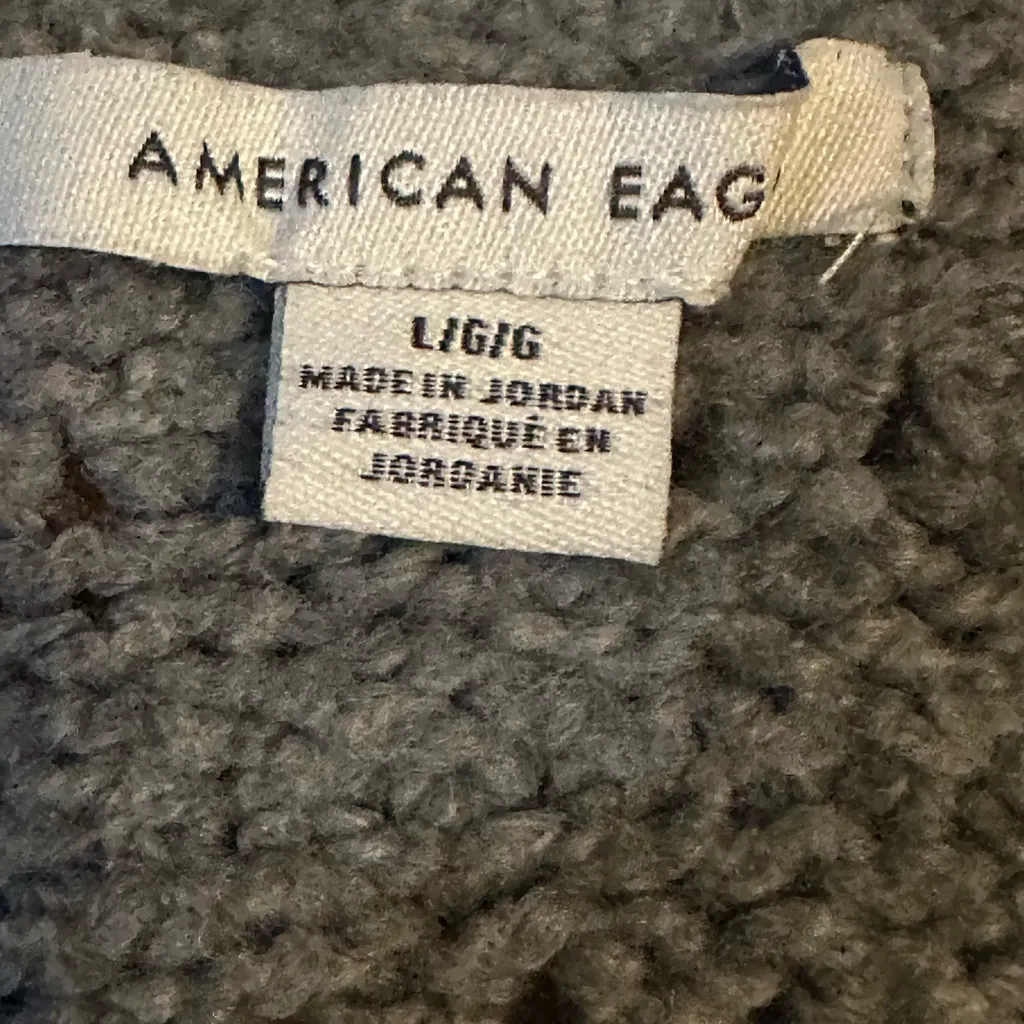 AMERICAN EAG
L/G/G
MADE IN JORDAN
FABRIQUÉ EN
JORDANIE